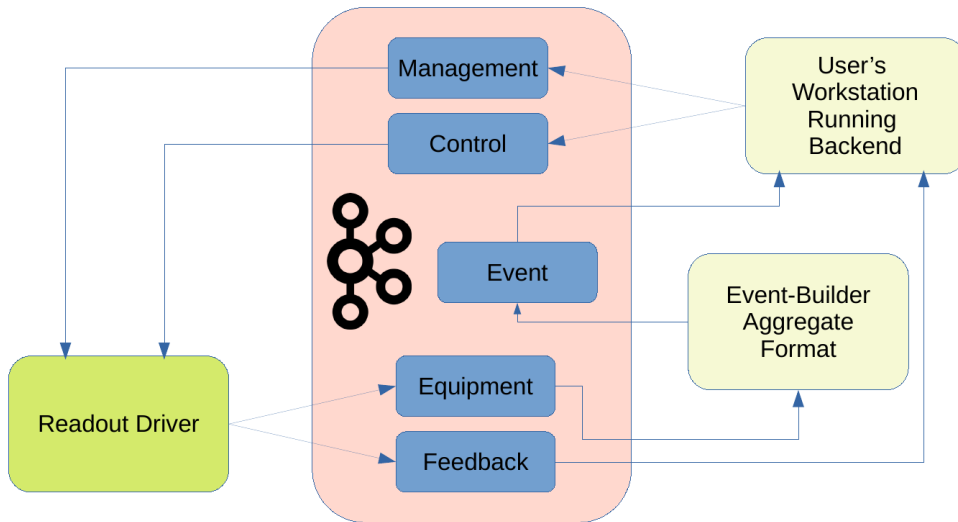 Management
Control
Event
Equipment
Feedback
User’s
Workstation
Running
Backend
Event-Builder
Aggregate
Format
Readout Driver